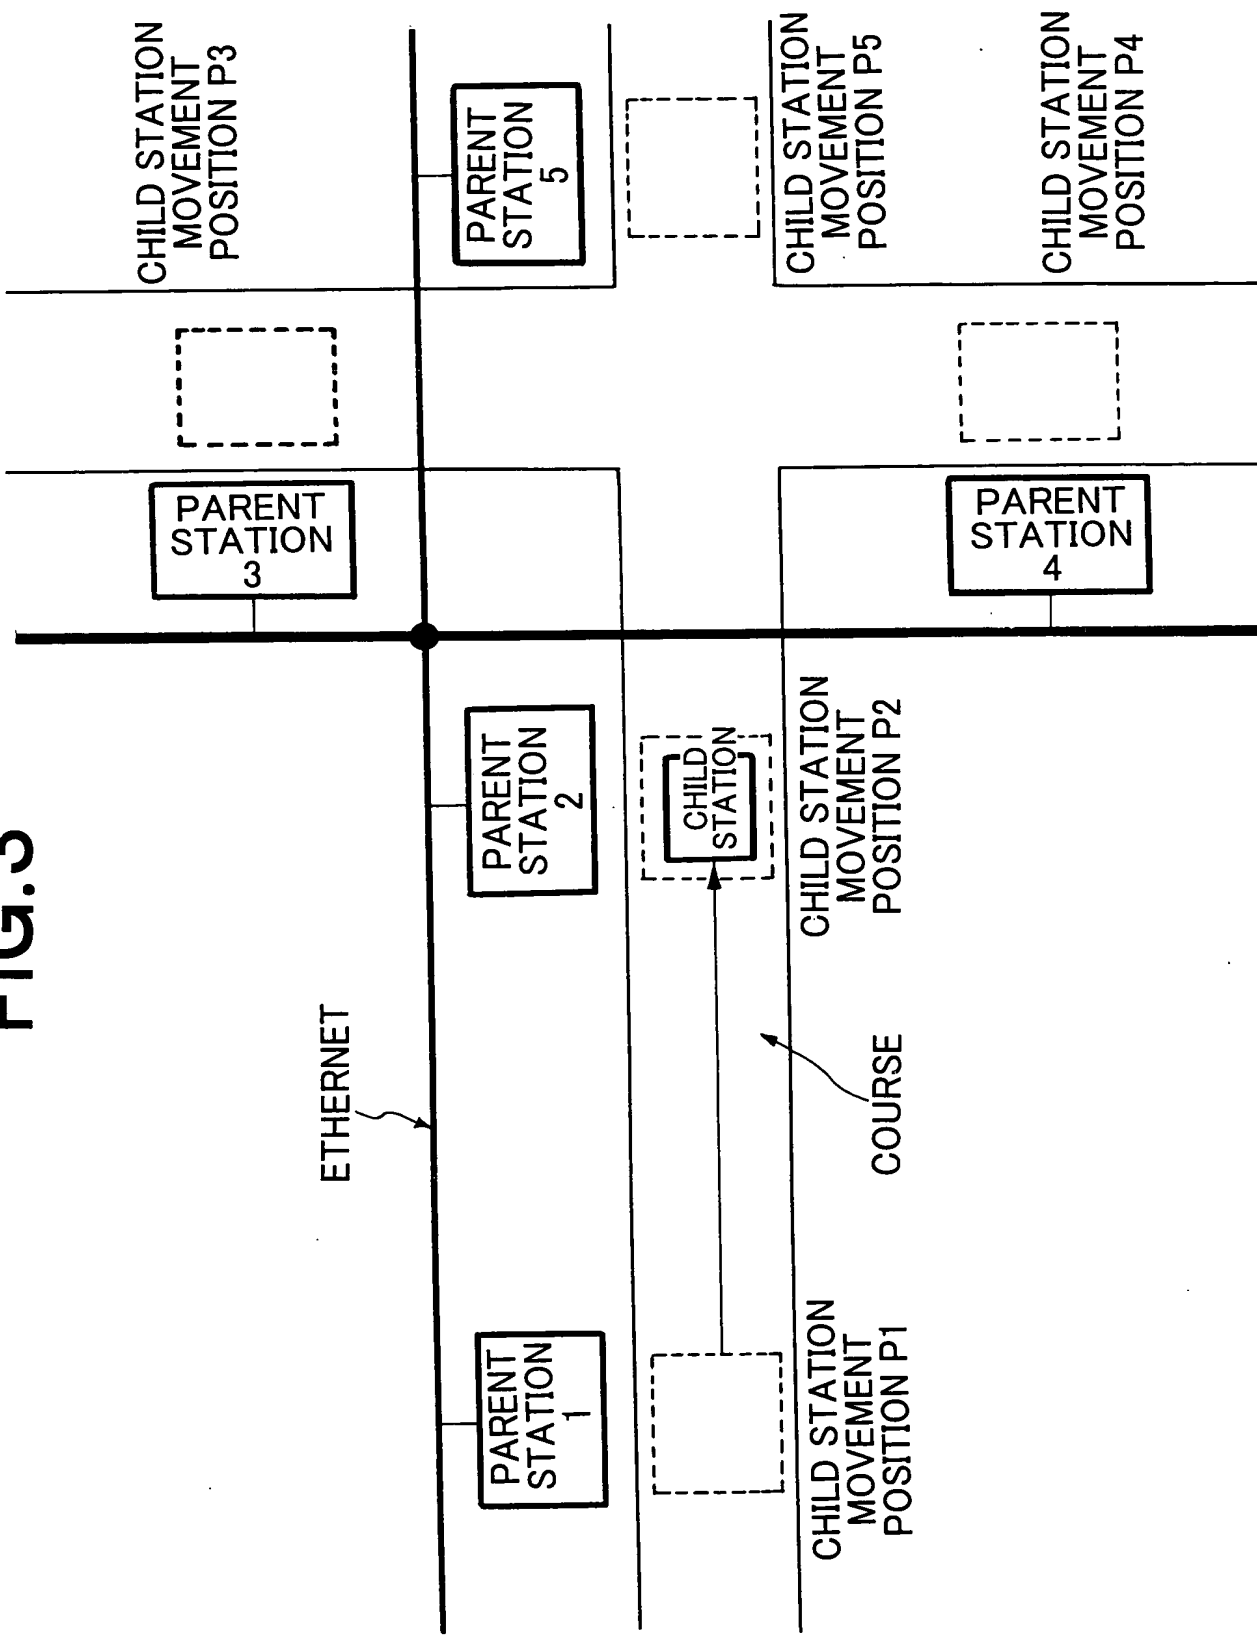 FIG.3
CHILD STATION
MOVEMENT
POSITION P3
PARENT
STATION
3
ETHERNET
PARENT
STATION
1
PARENT
STATION
2
PARENT
STATION
5
CHILD
STATION
CHILD STATION
MOVEMENT
POSITION P1
COURSE
CHILD STATION
MOVEMENT
POSITION P2
CHILD STATION
MOVEMENT
POSITION P5
PARENT
STATION
4
CHILD STATION
MOVEMENT
POSITION P4